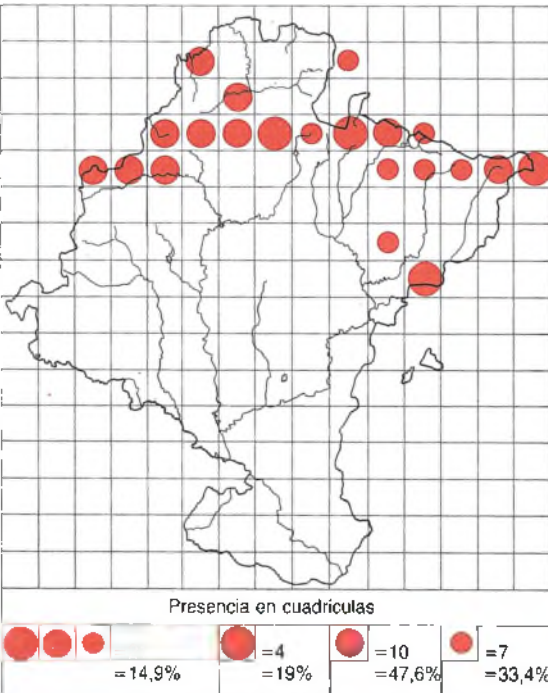 Presencia en cuadrículas
=4 =10 =7
=14,9% =19% =47,6% =33,4%